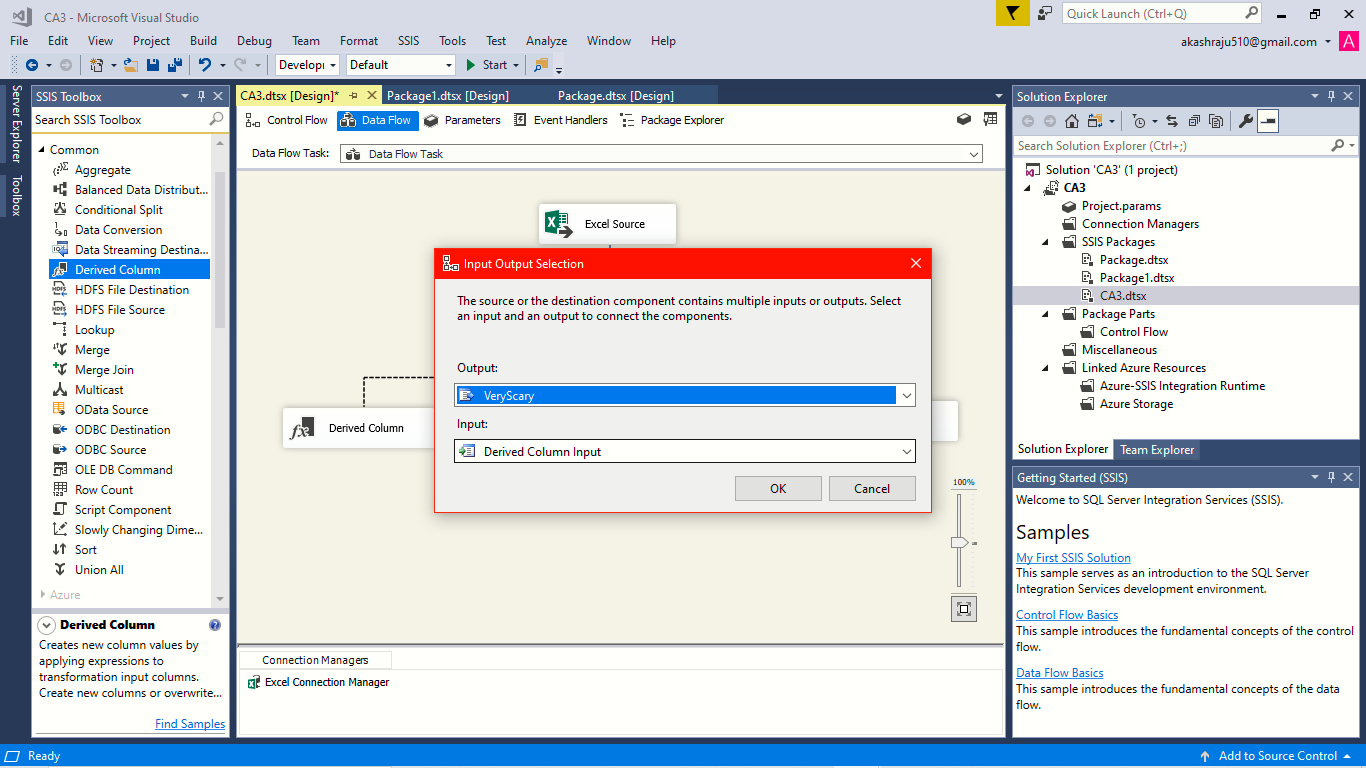 CA3 - Microsoft Visual Studio
Quick Launch (Ctrl+Q)
File Edit View Project Build Debug Team Format SSIS Tools Test Analyze Window Help
akashraju510@gmail.com
A
Develop Default Start
Server Explorer
Toolbox
SSIS Toolbox
Search SSIS Toolbox
Common
Aggregate
Balanced Data Distribut...
Conditional Split
Data Conversion
Data Streaming Destina...
Derived Column
HDFS File Destination
HDFS File Source
Lookup
Merge
Merge Join
Multicast
OData Source
ODBC Destination
ODBC Source
OLE DB Command
Row Count
Script Component
Slowly Changing Dime...
Sort
Union All
Azure
Derived Column
Creates new column values by
applying expressions to
transformation input columns.
Create new columns or overwrite...
Find Samples
CA3.dtsx [Design]* Package1.dtsx [Design] Package.dtsx [Design]
Control Flow Data Flow Parameters Event Handlers Package Explorer
Data Flow Task: Data Flow Task
Excel Source
Derived Column
Input Output Selection
The source or the destination component contains multiple inputs or outputs. Select
an input and an output to connect the components.
Output:
VeryScary
Input:
Derived Column Input
OK Cancel
100%
Connection Managers
Excel Connection Manager
Solution Explorer
Search Solution Explorer (Ctrl+;)
Solution 'CA3' (1 project)
CA3
Project.params
Connection Managers
SSIS Packages
Package.dtsx
Package1.dtsx
CA3.dtsx
Package Parts
Control Flow
Miscellaneous
Linked Azure Resources
Azure-SSIS Integration Runtime
Azure Storage
Solution Explorer Team Explorer
Getting Started (SSIS)
Welcome to SQL Server Integration Services (SSIS).
Samples
My First SSIS Solution
This sample serves as an introduction to the SQL Server
Integration Services development environment.
Control Flow Basics
This sample introduces the fundamental concepts of the control
flow.
Data Flow Basics
This sample introduces the fundamental concepts of the data
flow.
Ready
Add to Source Control